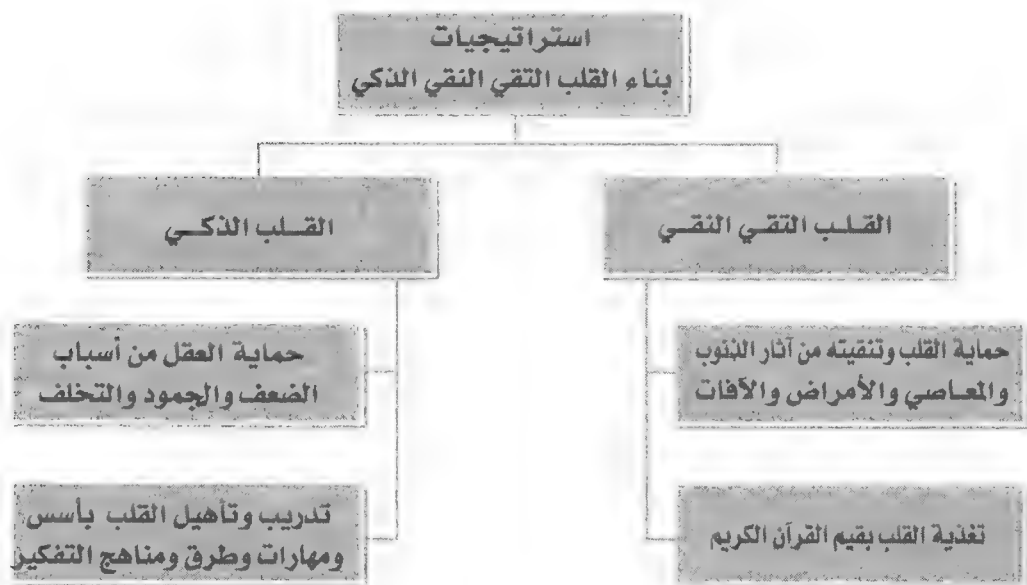 استراتيجيات
بناء القلب التقي النقي الذكي
القلب التقي النقي
القلب الذكي
حماية القلب وتنقيته من آثار الذنوب
والمعاصي والأمراض والآفات
حماية العقل من أسباب
الضعف والجمود والتخلف
تغذية القلب بقيم القرآن الكريم
تدريب وتأهيل القلب بأسس
ومهارات وطرق ومناهج التفكير